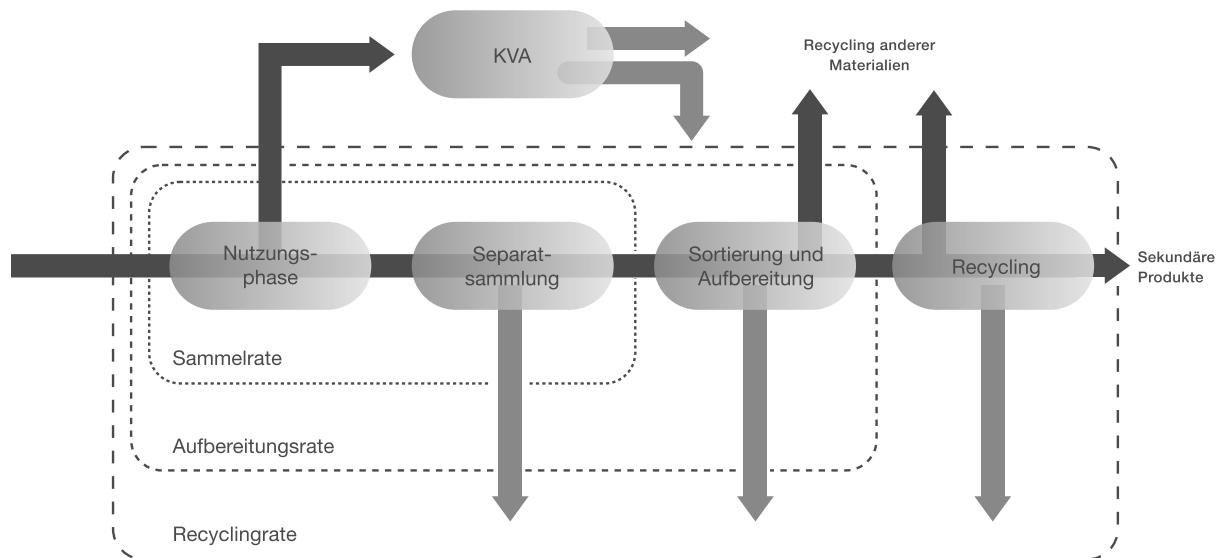 KVA
Recycling anderer
Materialien
Nutzungs-
phase
Separat-
sammlung
Sortierung und
Aufbereitung
Recycling
Sekundäre
Produkte
Sammelrate
Aufbereitungsrate
Recyclingrate